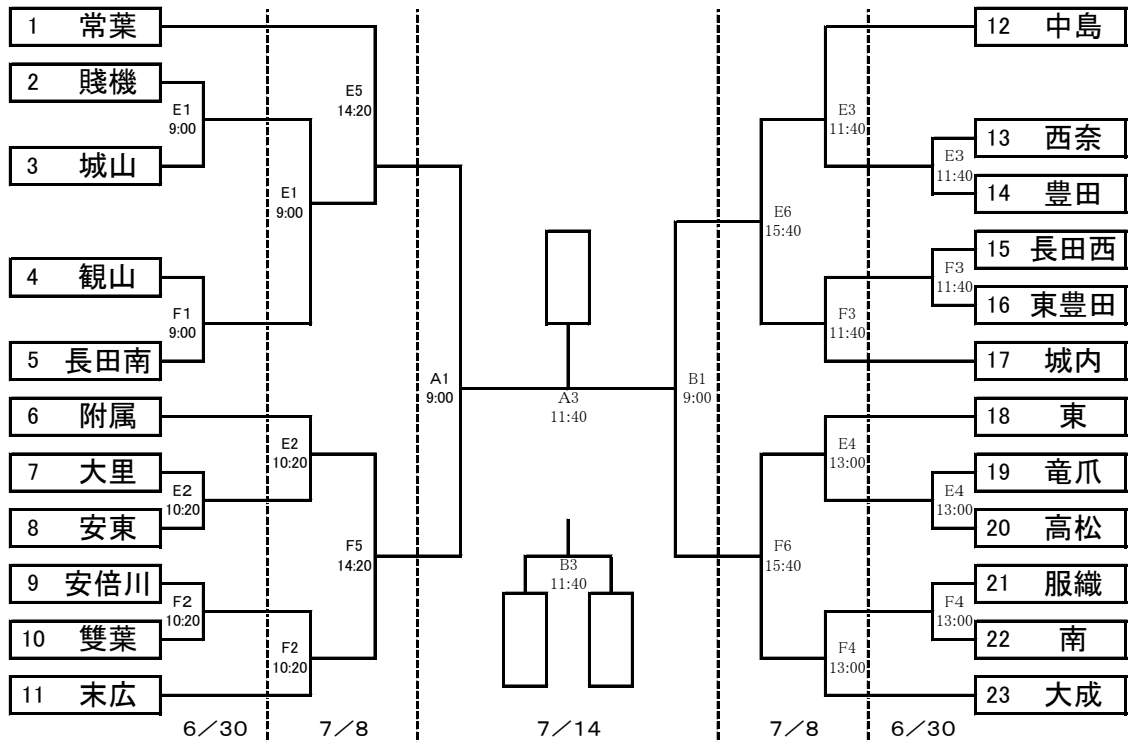 1 常葉
2 賤機
3 城山
4 観山
5 長田南
6 附属
7 大里
8 安東
9 安倍川
10 雙葉
11 末広
E1
9:00
F1
9:00
E2
10:20
F2
10:20
6/30
E1
9:00
E5
14:20
E2
10:20
F5
14:20
F2
10:20
7/8
A1
9:00
A3
11:40
B3
11:40
B1
9:00
7/14
E3
11:40
E6
15:40
F3
11:40
E4
13:00
F6
15:40
F4
13:00
7/8
E3
11:40
F3
11:40
E4
13:00
F4
13:00
6/30
12 中島
13 西奈
14 豊田
15 長田西
16 東豊田
17 城内
18 東
19 竜爪
20 高松
21 服織
22 南
23 大成